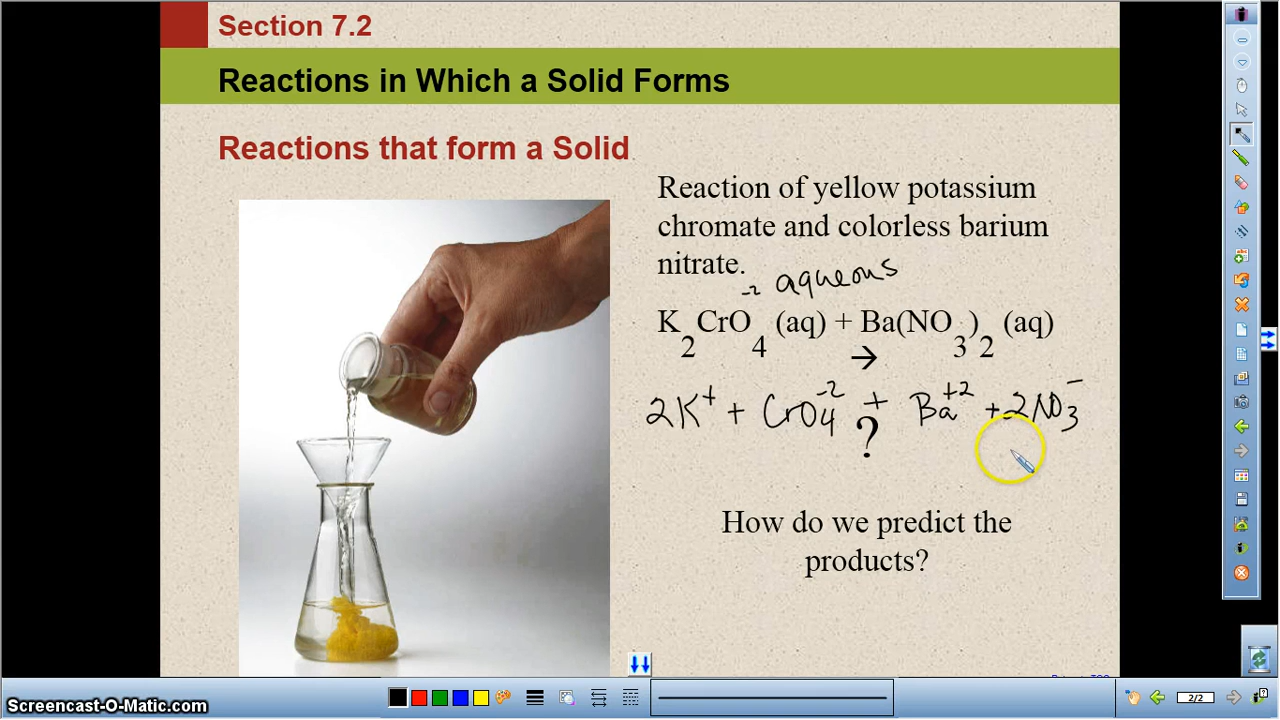 Section 7.2
Reactions in Which a Solid Forms
Reactions that form a Solid
Reaction of yellow potassium
chromate and colorless barium
nitrate.
-2 aqueous
K2CrO4 (aq) + Ba(NO3)2 (aq)
→
2K+ + CrO4-2 + Ba+2 + 2NO3-
?
How do we predict the
products?
2/2
Screencast-O-Matic.com